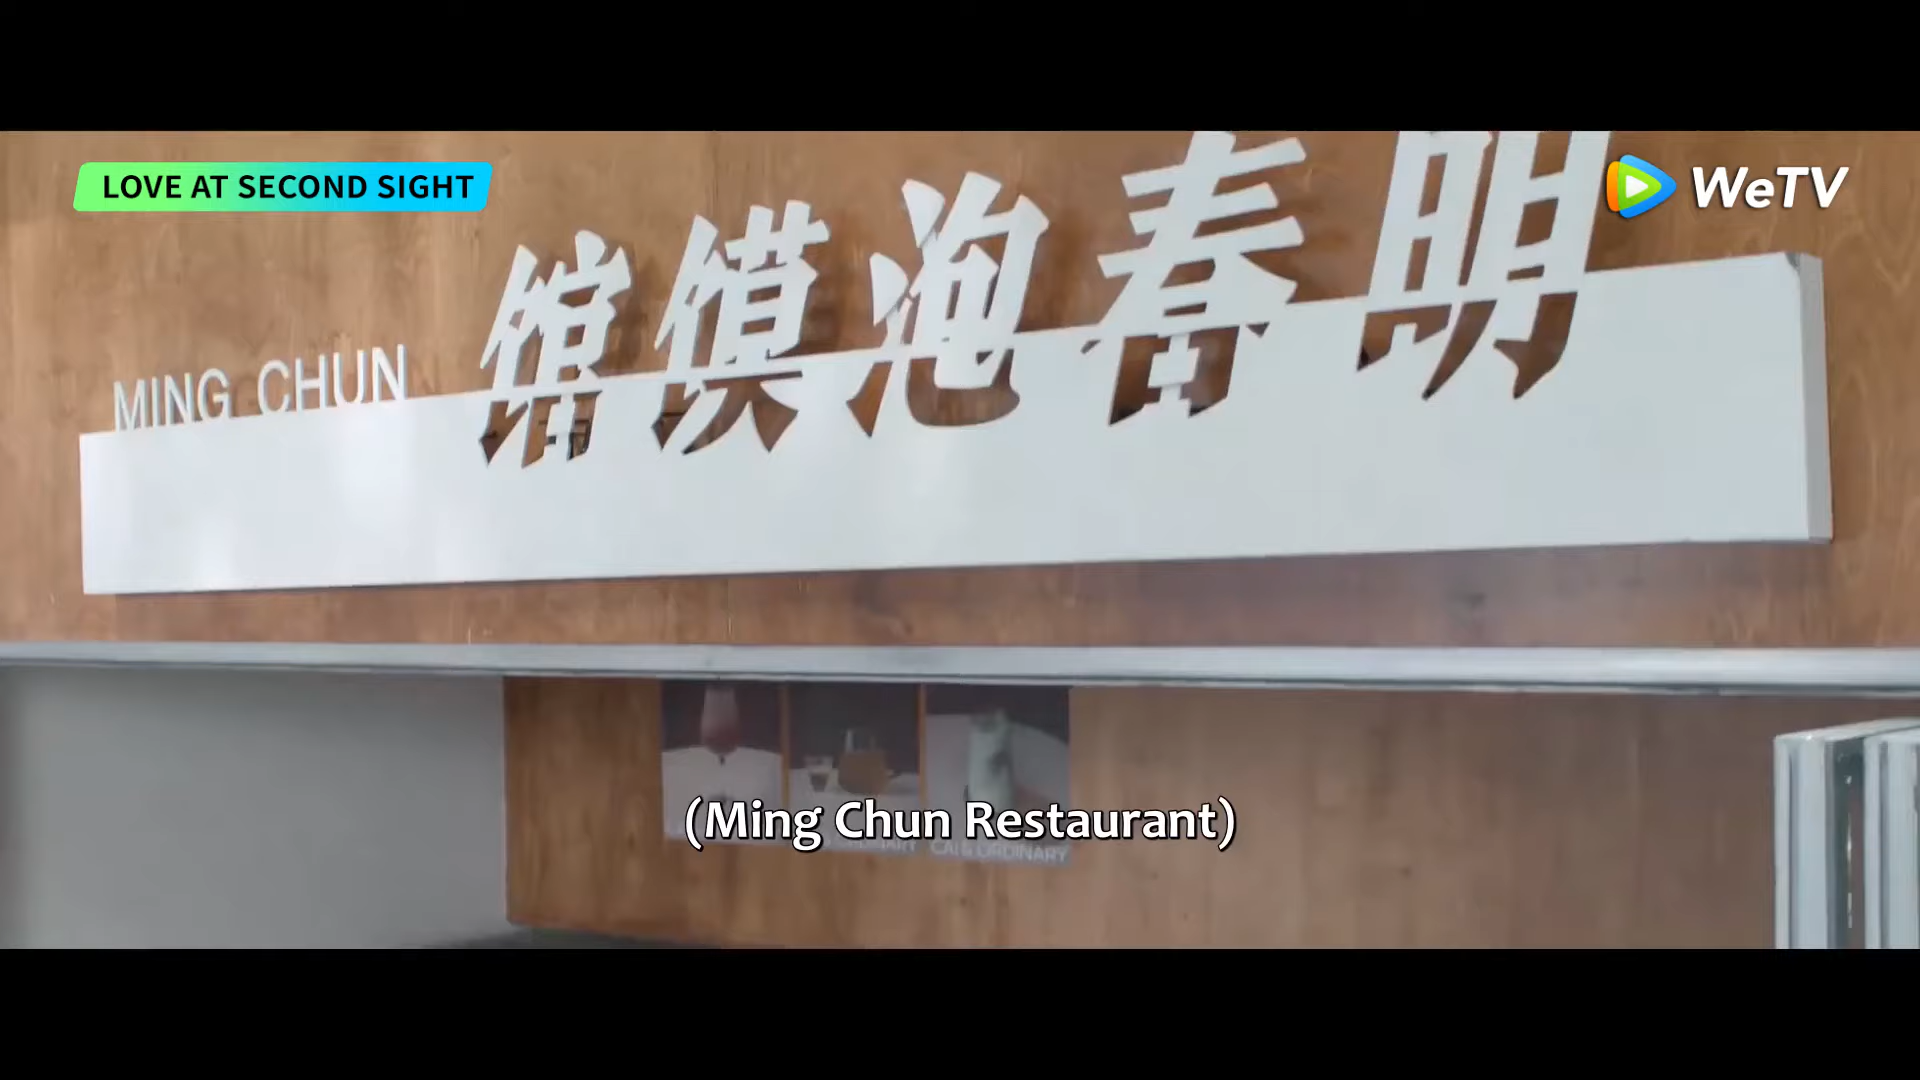 LOVE AT SECOND SIGHT
WeTV
明春泡馍馆
MING CHUN
(Ming Chun Restaurant)